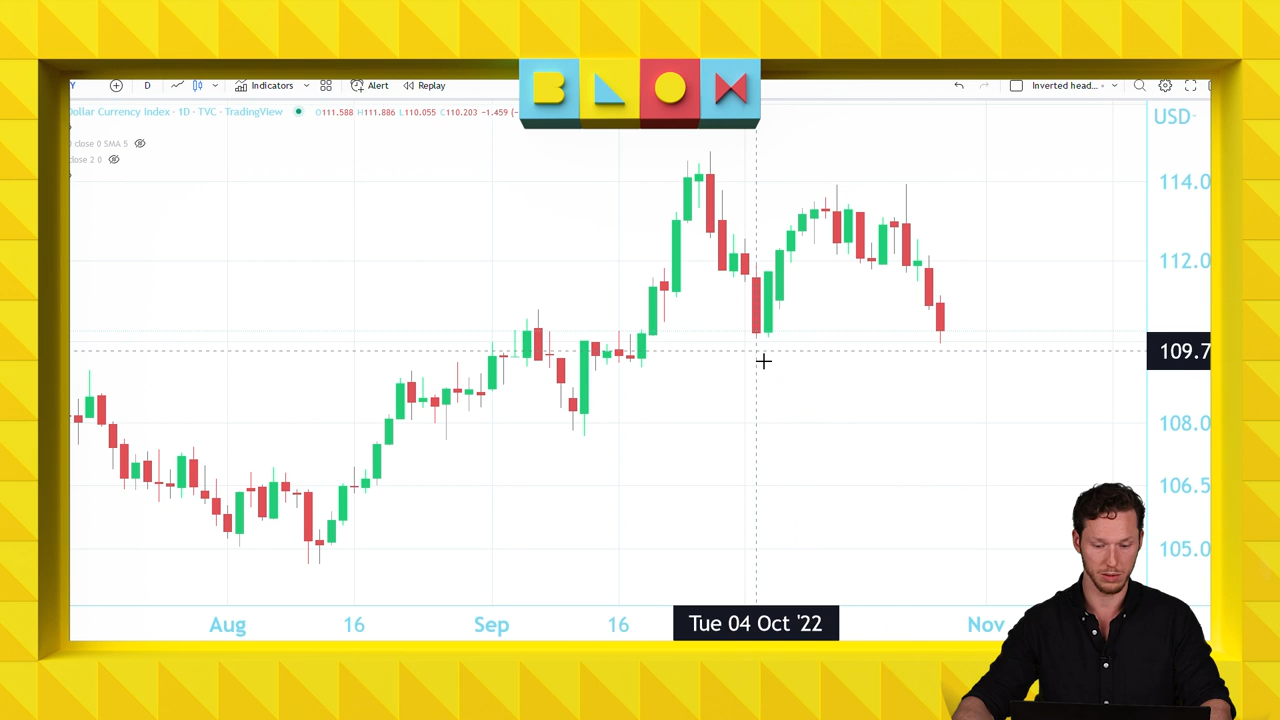 BLOX
Y D Indicators Alert Replay Inverted head...
Dollar Currency Index · 1D · TVC · TradingView O111.588 H111.886 L110.055 C110.203 −1.459 (−
USD
close 0 SMA 5
close 2 0
114.0
112.0
109.7
108.0
106.5
105.0
Aug 16 Sep 16 Tue 04 Oct '22 Nov